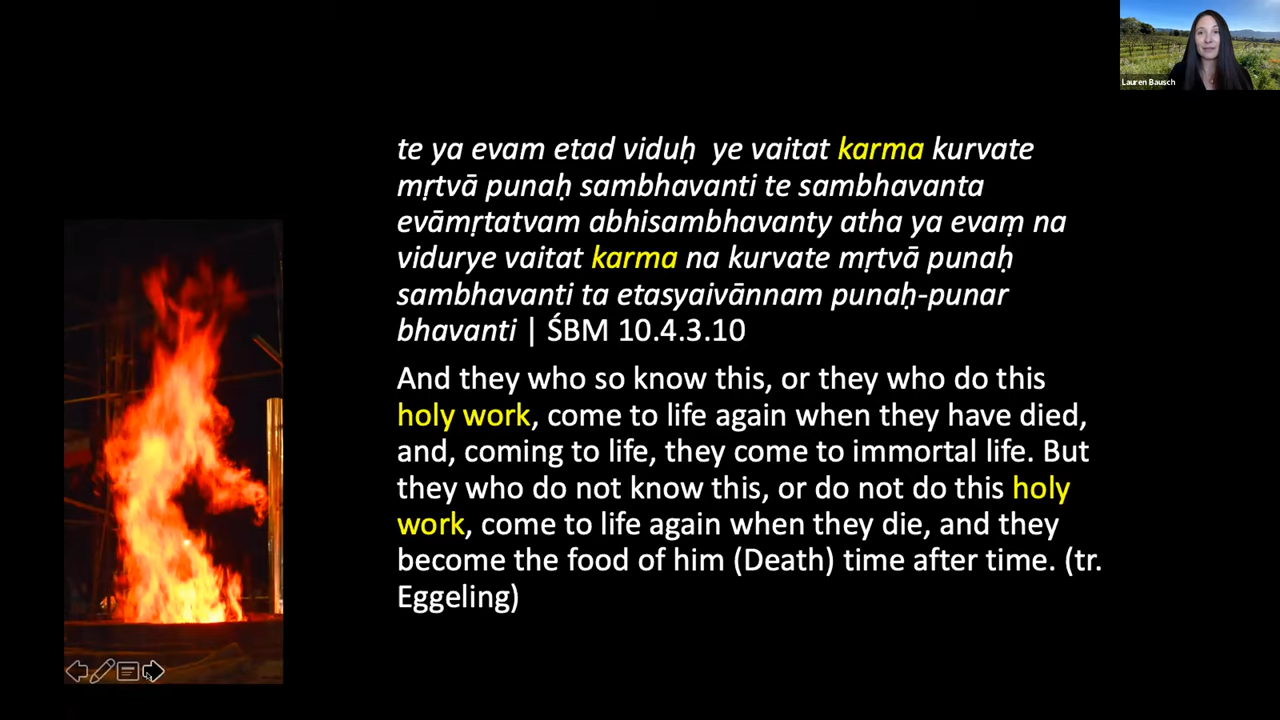 Lauren Bausch
te ya evam etad viduḥ ye vaitat karma kurvate
mṛtvā punaḥ sambhavanti te sambhavanta
evāmṛtatvam abhisambhavanty atha ya evaṃ na
vidurye vaitat karma na kurvate mṛtvā punaḥ
sambhavanti ta etasyaivānnam punaḥ-punar
bhavanti | ŚBM 10.4.3.10
And they who so know this, or they who do this
holy work, come to life again when they have died,
and, coming to life, they come to immortal life. But
they who do not know this, or do not do this holy
work, come to life again when they die, and they
become the food of him (Death) time after time. (tr.
Eggeling)